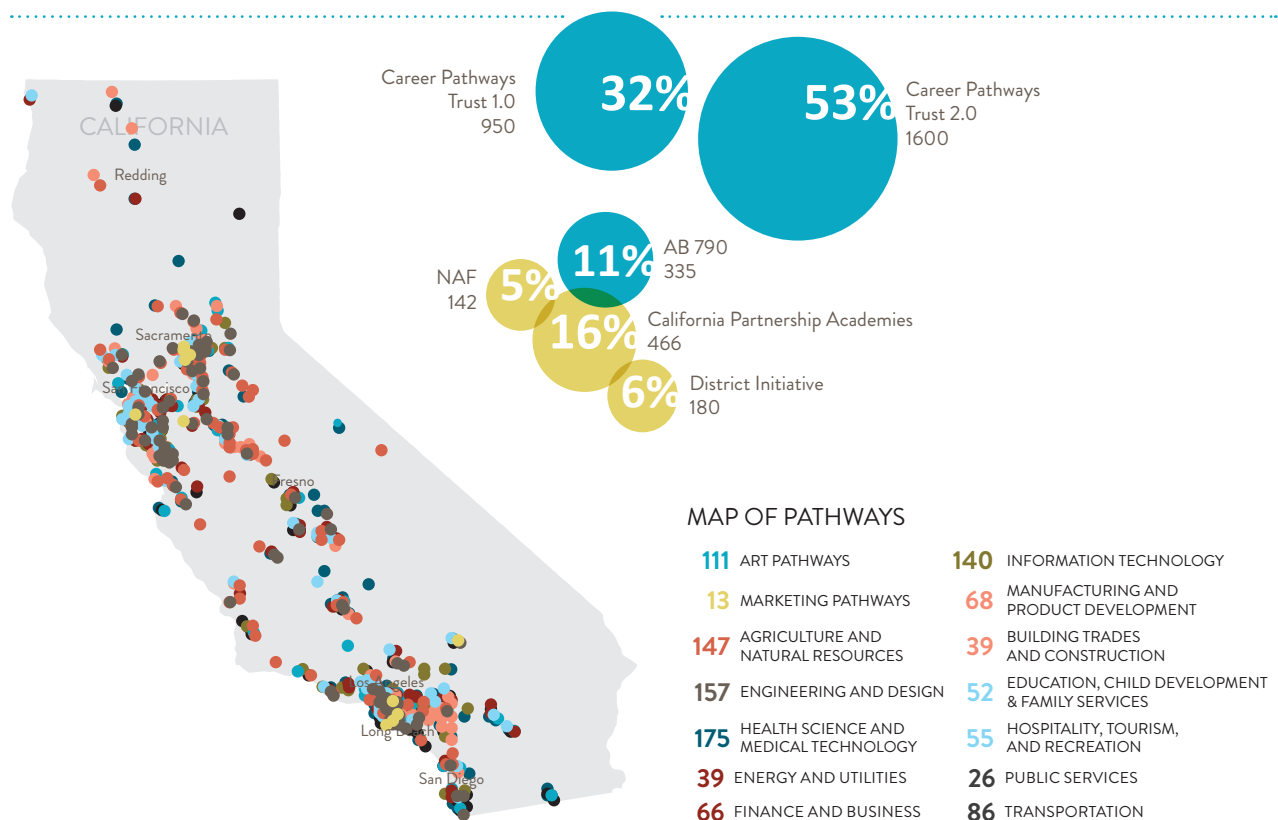 Career Pathways
Trust 1.0
950
32%
53%
Career Pathways
Trust 2.0
1600
CALIFORNIA
Redding
11%
AB 790
335
NAF
142
5%
16%
California Partnership Academies
466
6%
District Initiative
180
Sacramento
San Francisco
Fresno
Los Angeles
Long Beach
San Diego
MAP OF PATHWAYS
111 ART PATHWAYS
13 MARKETING PATHWAYS
147 AGRICULTURE AND
NATURAL RESOURCES
157 ENGINEERING AND DESIGN
175 HEALTH SCIENCE AND
MEDICAL TECHNOLOGY
39 ENERGY AND UTILITIES
66 FINANCE AND BUSINESS
140 INFORMATION TECHNOLOGY
68 MANUFACTURING AND
PRODUCT DEVELOPMENT
39 BUILDING TRADES
AND CONSTRUCTION
52 EDUCATION, CHILD DEVELOPMENT
& FAMILY SERVICES
55 HOSPITALITY, TOURISM,
AND RECREATION
26 PUBLIC SERVICES
86 TRANSPORTATION